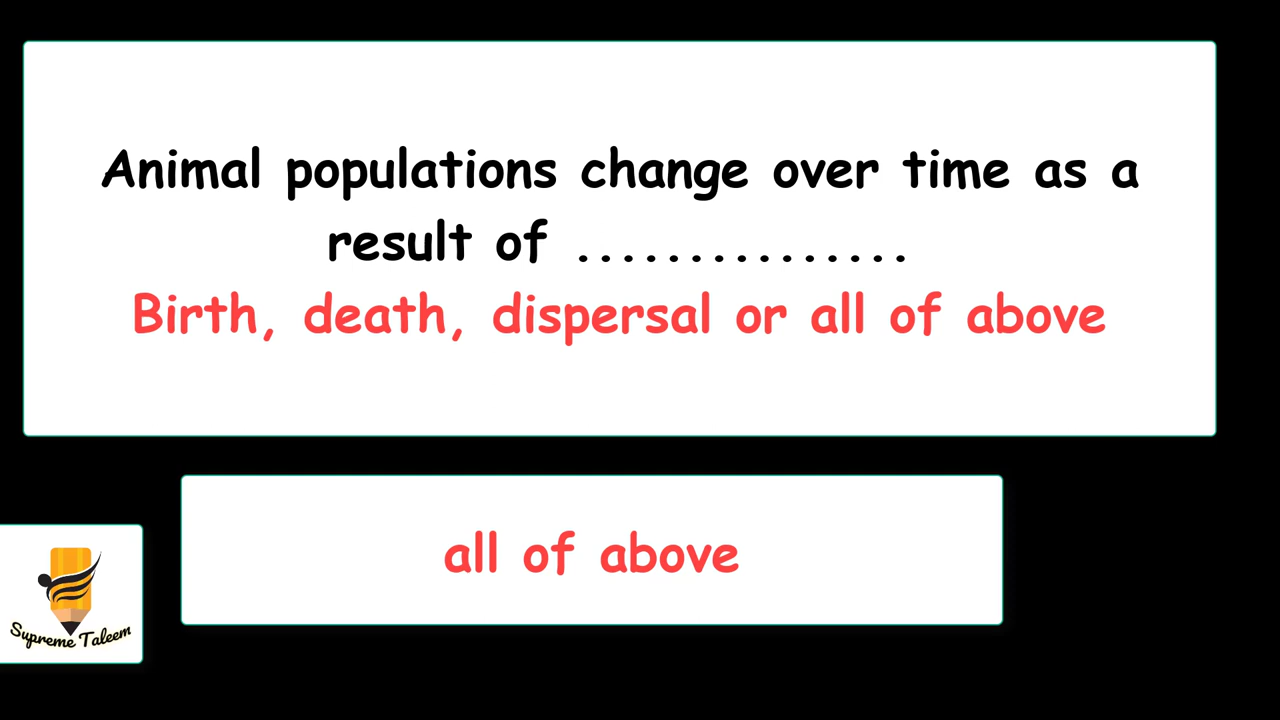 Animal populations change over time as a
result of ...............
Birth, death, dispersal or all of above
all of above
Supreme Taleem